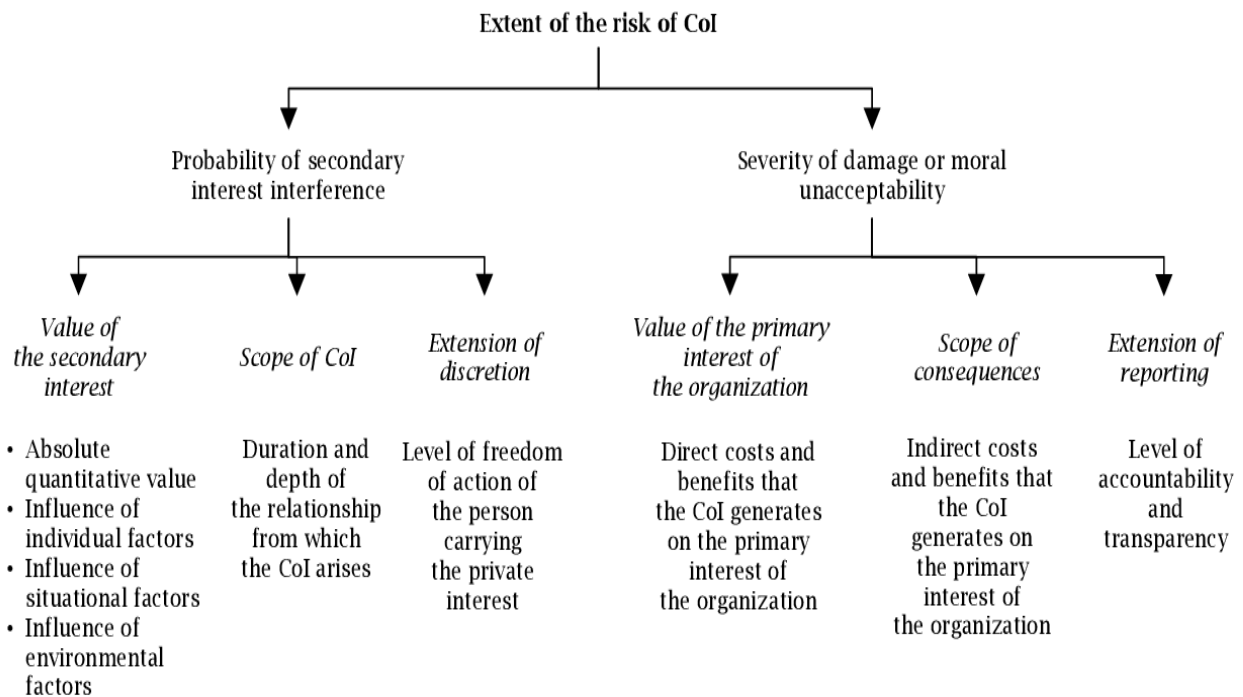 Extent of the risk of CoI
Probability of secondary
interest interference
Severity of damage or moral
unacceptability
Value of
the secondary
interest
Scope of CoI
Extension of
discretion
Value of the primary
interest of
the organization
Scope of
consequences
Extension of
reporting
• Absolute
quantitative value
• Influence of
individual factors
• Influence of
situational factors
• Influence of
environmental
factors
Duration and
depth of
the relationship
from which
the CoI arises
Level of freedom
of action of
the person
carrying
the private
interest
Direct costs and
benefits that
the CoI generates
on the primary
interest of
the organization
Indirect costs
and benefits that
the CoI
generates on
the primary
interest of
the organization
Level of
accountability
and
transparency